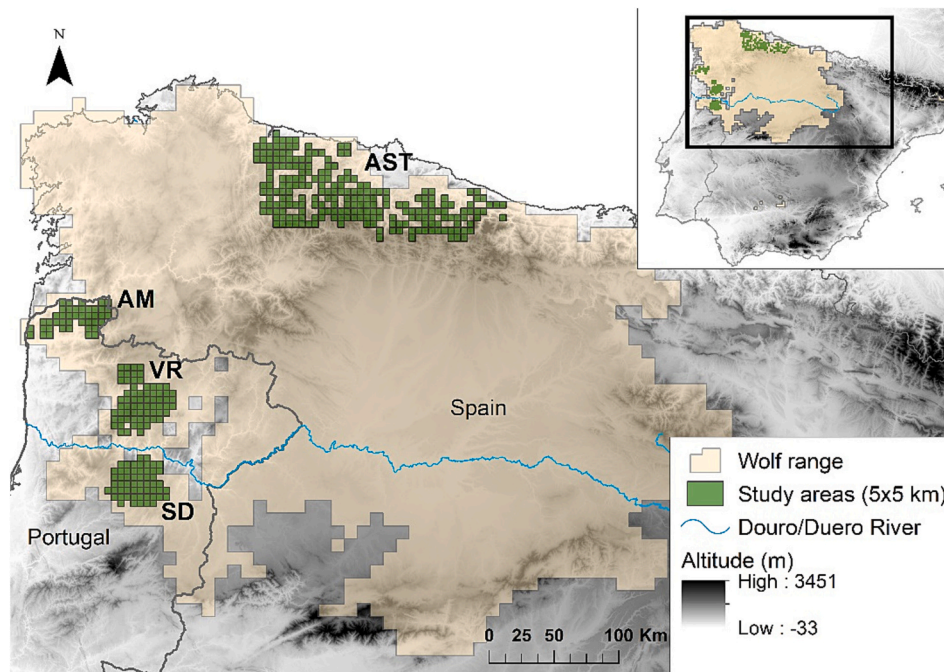 N
AST
AM
VR
Spain
SD
Portugal
0 25 50 100 Km
Wolf range
Study areas (5x5 km)
Douro/Duero River
Altitude (m)
High : 3451
Low : -33